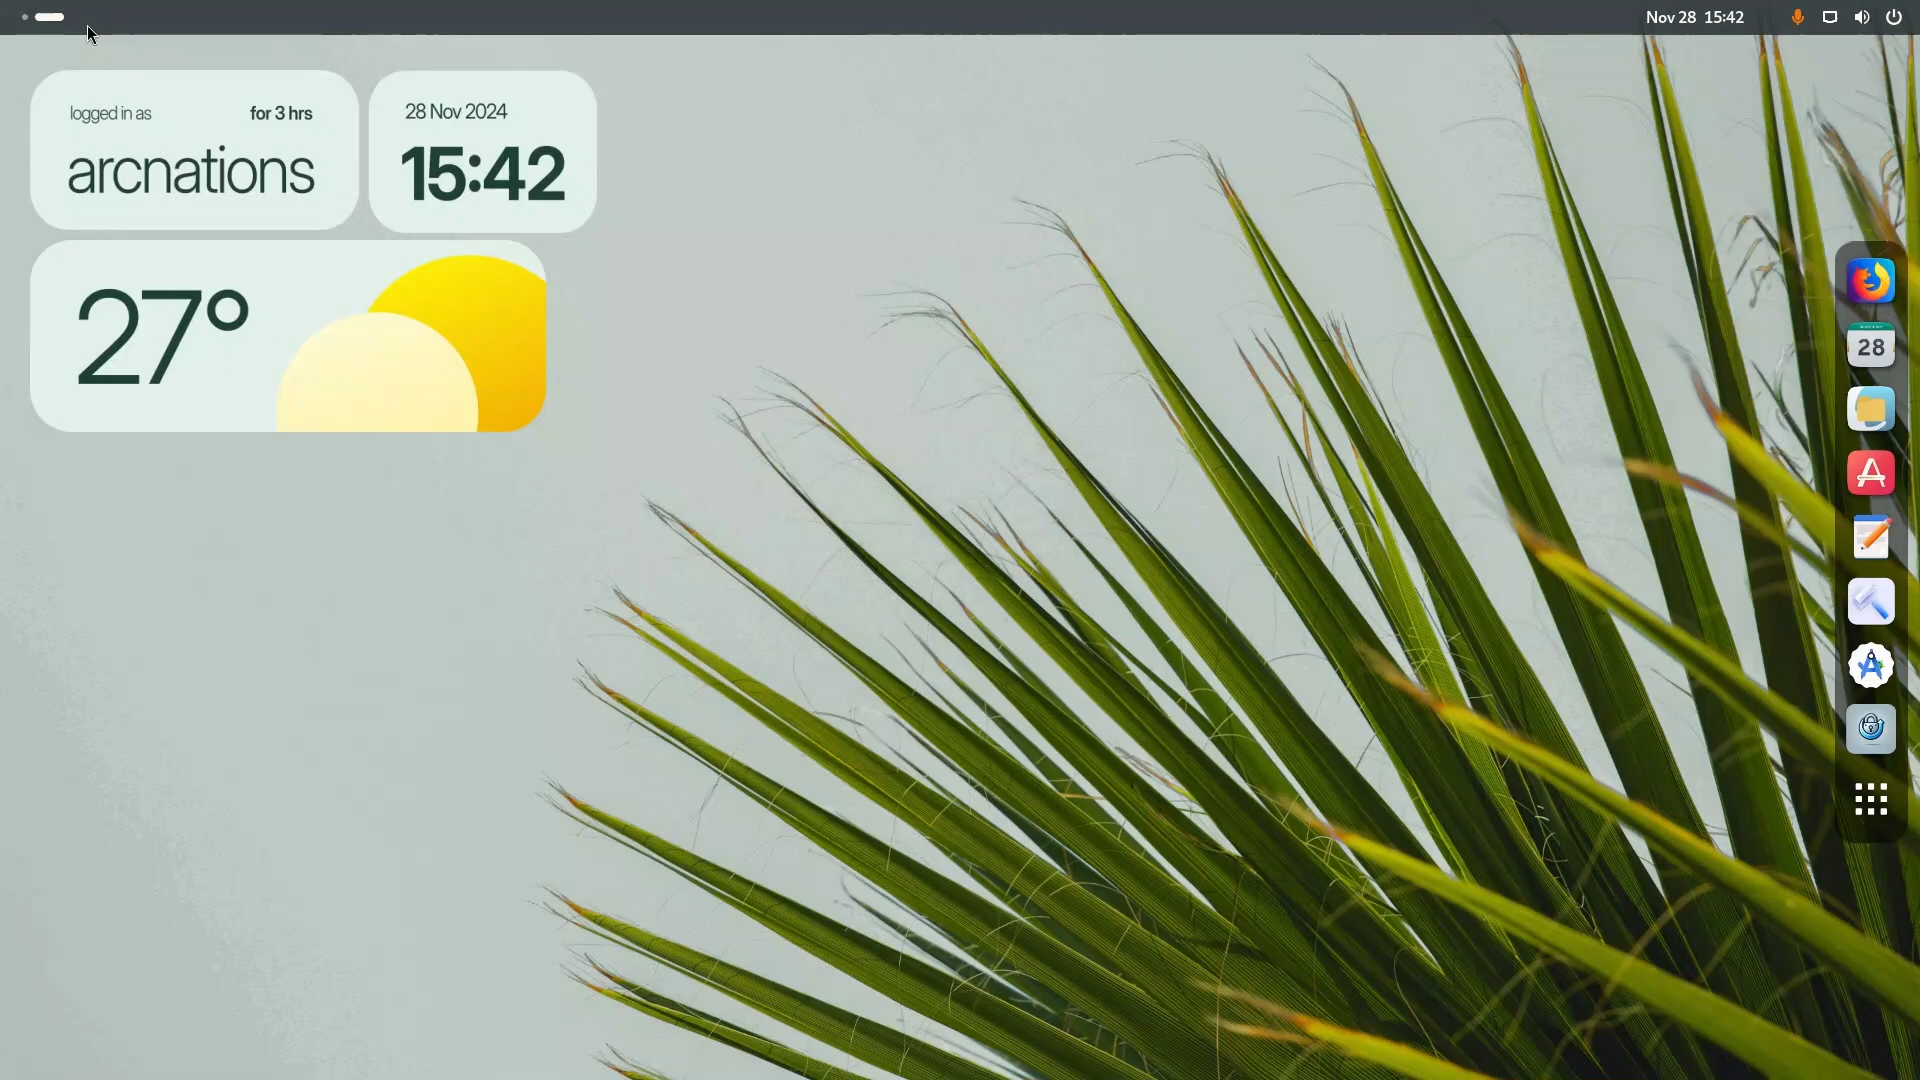 Nov 28 15:42
logged in as for 3 hrs
arcnations
28 Nov 2024
15:42
27°
28